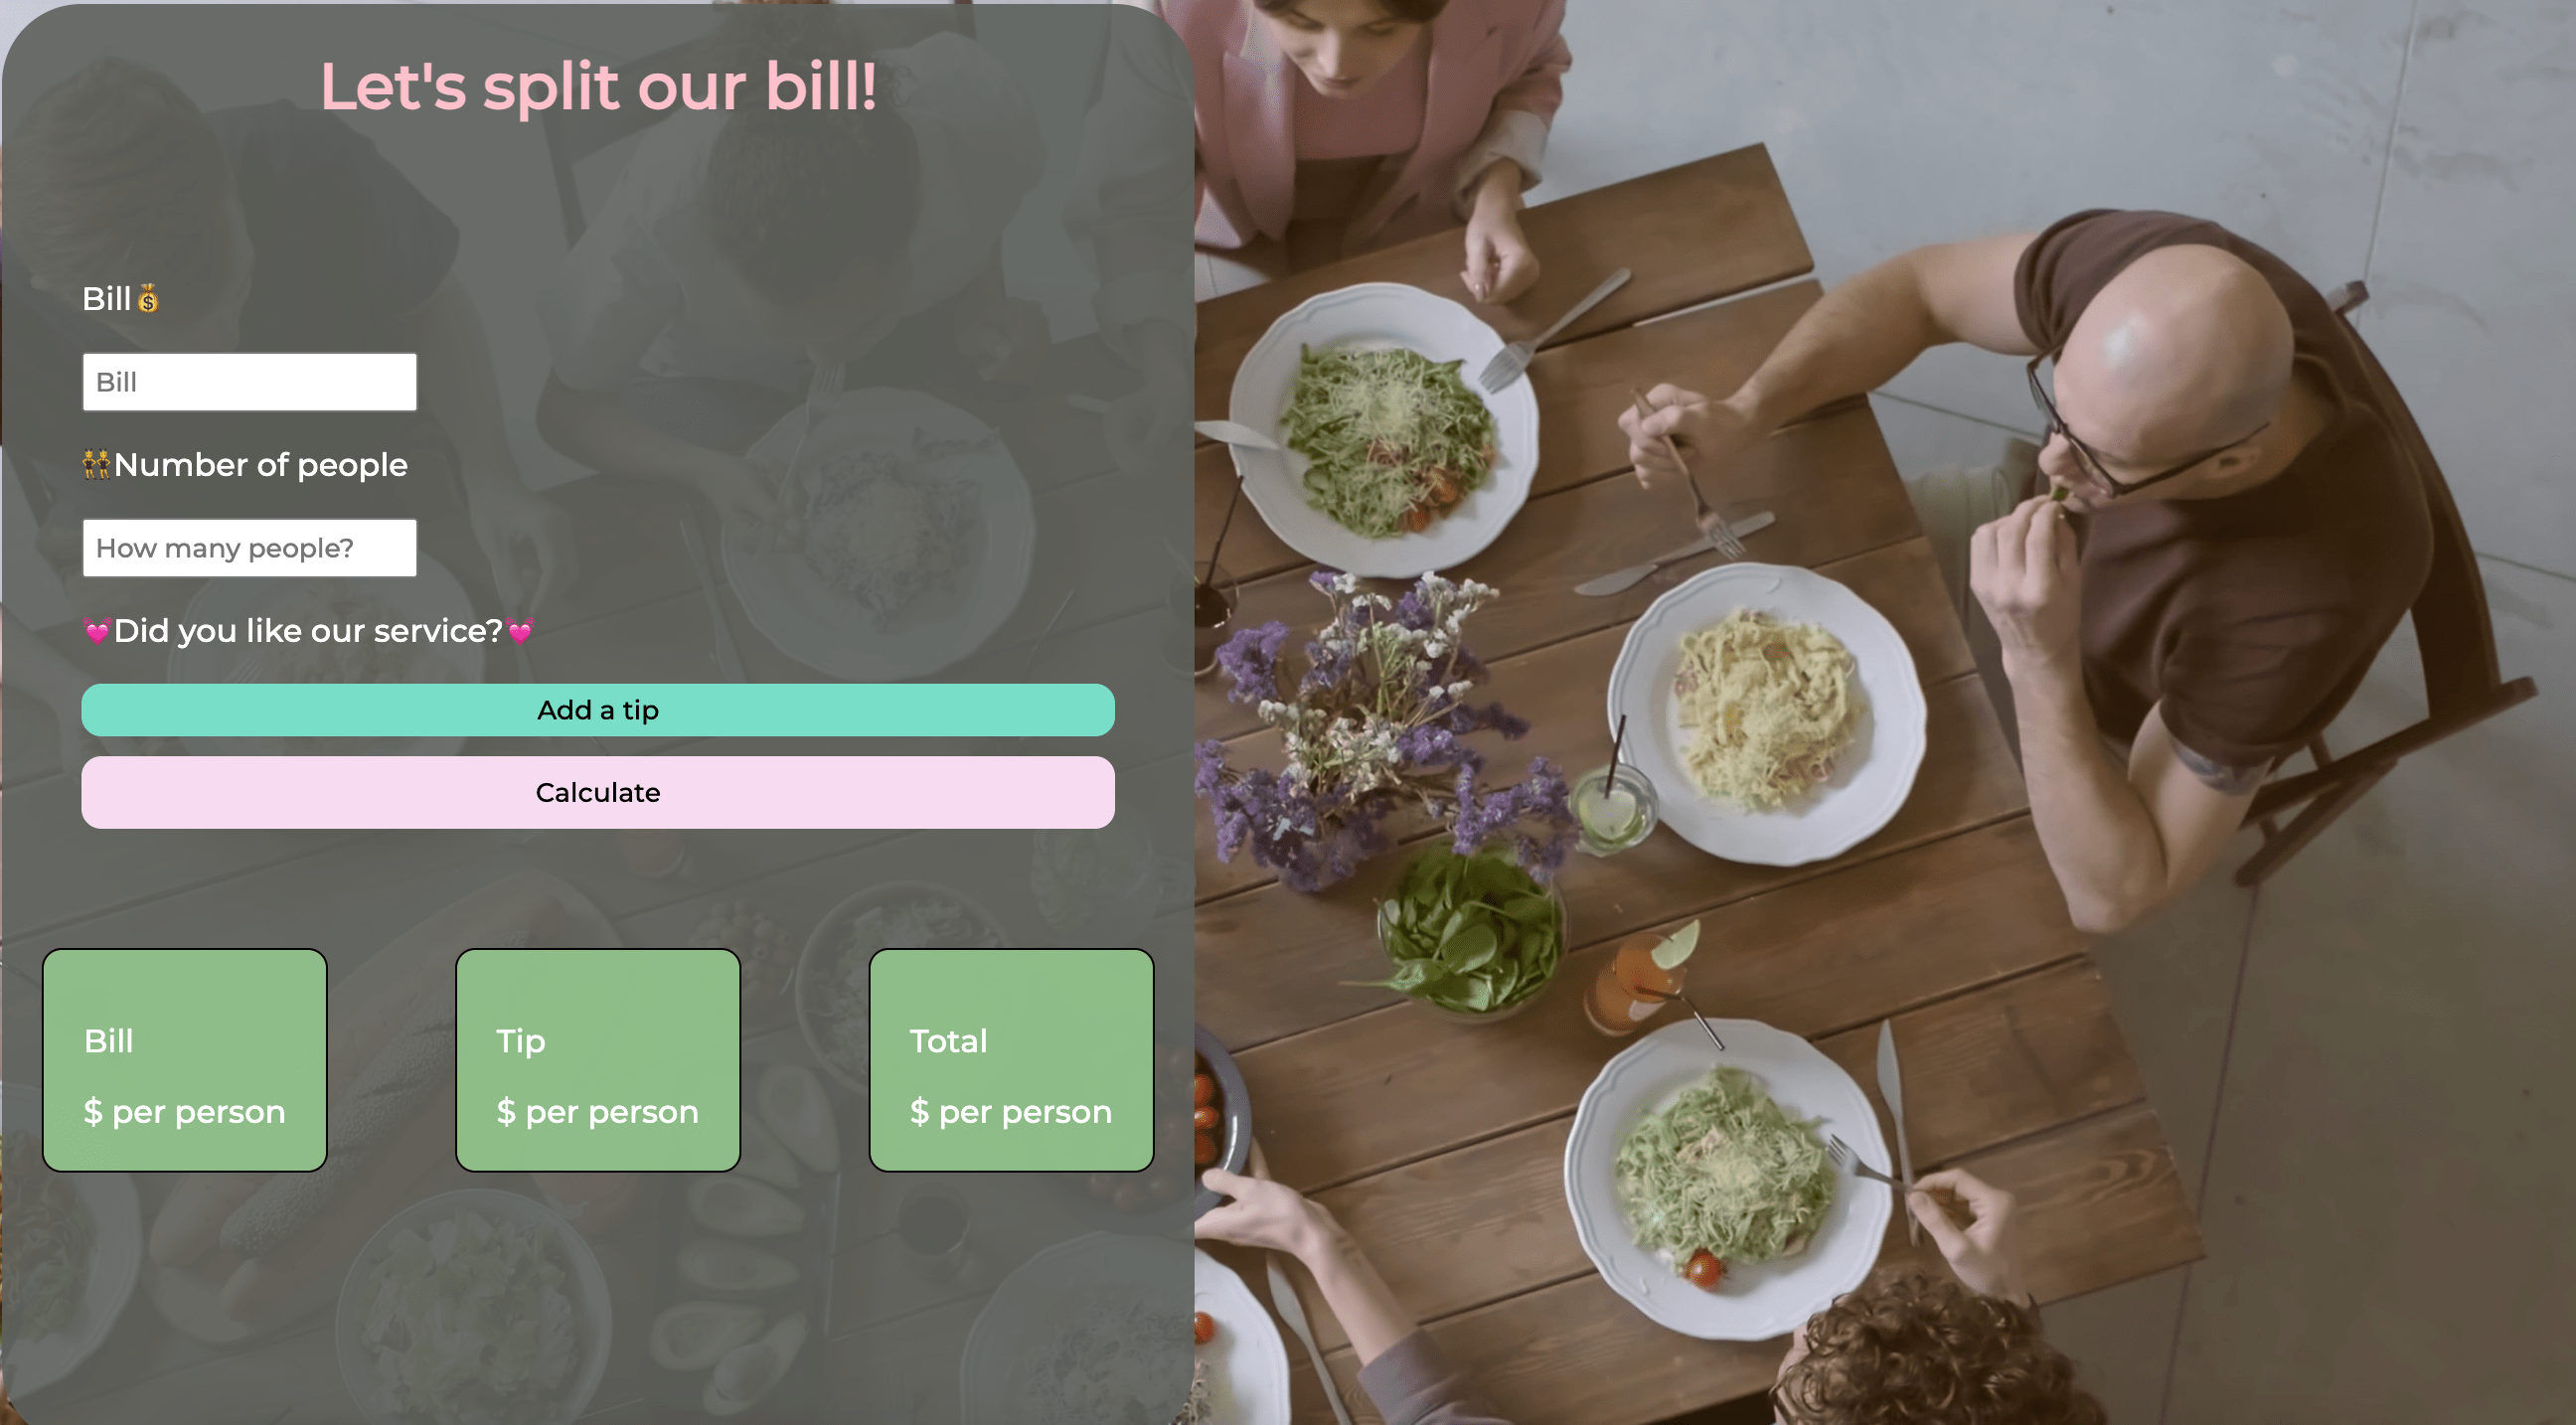 Let's split our bill!
Bill💰
Bill
👯Number of people
How many people?
💓Did you like our service?💓
Add a tip
Calculate
Bill
$ per person
Tip
$ per person
Total
$ per person